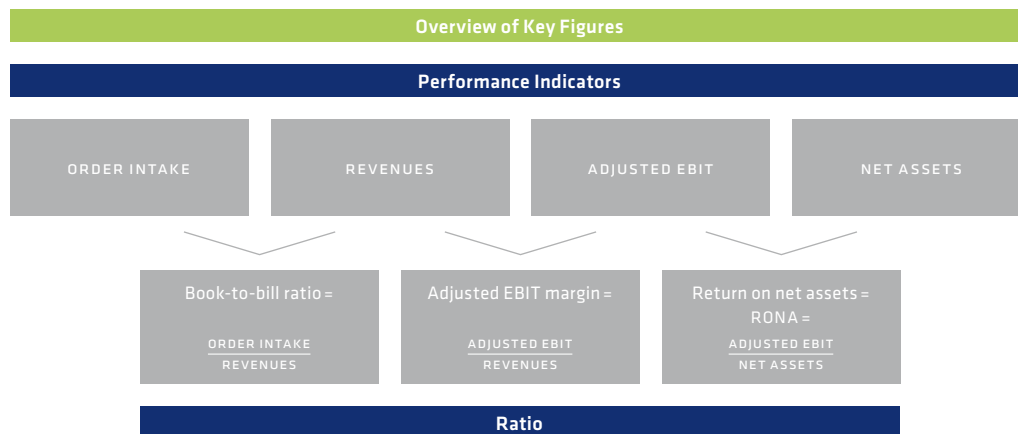 Overview of Key Figures
Performance Indicators
ORDER INTAKE
REVENUES
ADJUSTED EBIT
NET ASSETS
Book-to-bill ratio =
ORDER INTAKE
REVENUES
Adjusted EBIT margin =
ADJUSTED EBIT
REVENUES
Return on net assets =
RONA =
ADJUSTED EBIT
NET ASSETS
Ratio